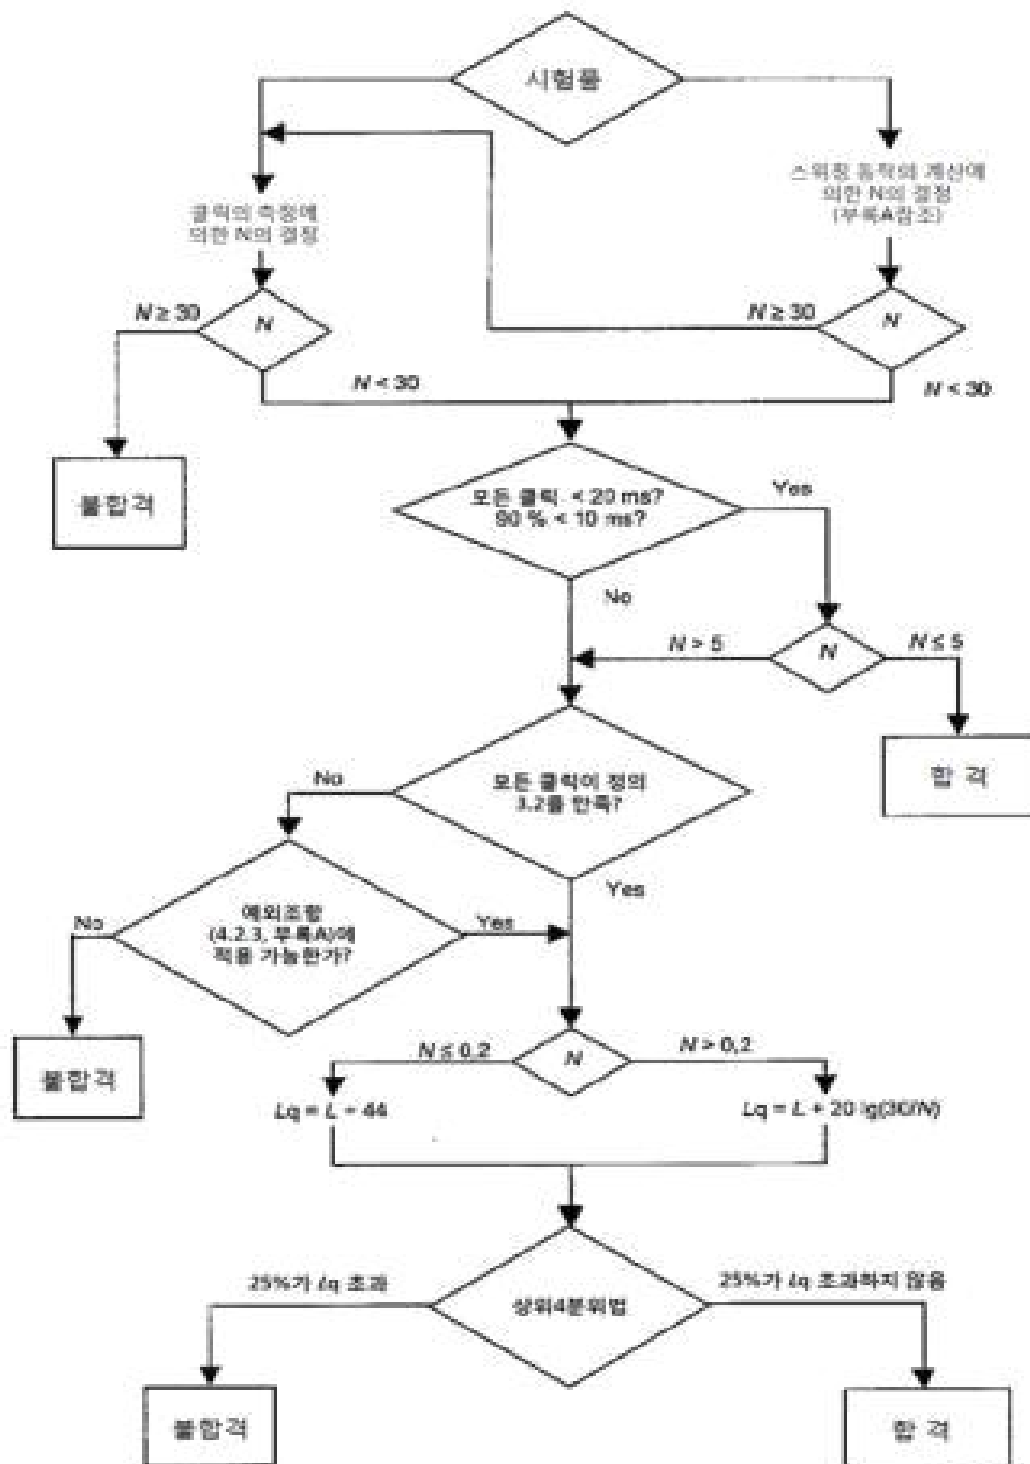 시험물
스위칭 동작의 계산에
의한 N의 결정
(부록A참조)
클릭의 측정에
의한 N의 결정
N ≥ 30
N
N ≥ 30
N
N < 30
N < 30
불합격
모든 클릭 < 20 ms?
90 % < 10 ms?
Yes
No
N > 5
N
N ≤ 5
합 격
No
모든 클릭이 정의
3.2를 만족?
Yes
No
예외조항
(4.2.3, 부록A)에
적용 가능한가?
Yes
불합격
N ≤ 0,2
N
N > 0,2
Lq = L + 44
Lq = L + 20 lg(30/N)
25%가 Lq 초과
상위4분위법
25%가 Lq 초과하지 않음
불합격
합 격